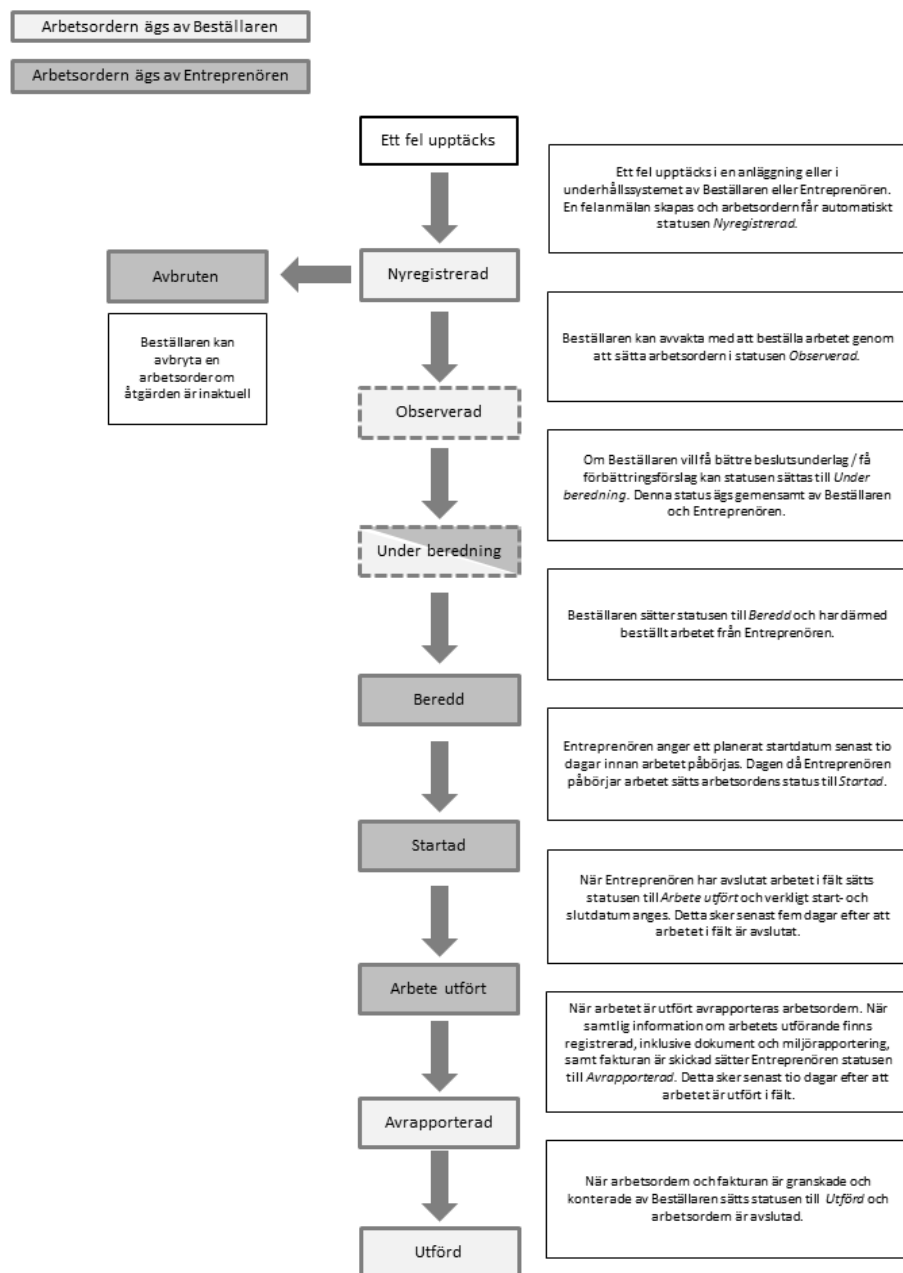 Arbetsordern ägs av Beställaren
Arbetsordern ägs av Entreprenören
Ett fel upptäcks
Ett fel upptäcks i en anläggning eller i
underhållssystemet av Beställaren eller Entreprenören.
En felanmälan skapas och arbetsordern får automatiskt
statusen Nyregistrerad.
Avbruten
Nyregistrerad
Beställaren kan
avbryta en
arbetsorder om
åtgärden är inaktuell
Beställaren kan avvakta med att beställa arbetet genom
att sätta arbetsordern i statusen Observerad.
Observerad
Om Beställaren vill få bättre beslutsunderlag / få
förbättringsförslag kan statusen sättas till Under
beredning. Denna status ägs gemensamt av Beställaren
och Entreprenören.
Under beredning
Beställaren sätter statusen till Beredd och har därmed
beställt arbetet från Entreprenören.
Beredd
Entreprenören anger ett planerat startdatum senast tio
dagar innan arbetet påbörjas. Dagen då Entreprenören
påbörjar arbetet sätts arbetsordens status till Startad.
Startad
När Entreprenören har avslutat arbetet i fält sätts
statusen till Arbete utfört och verkligt start- och
slutdatum anges. Detta sker senast fem dagar efter att
arbetet i fält är avslutat.
Arbete utfört
När arbetet är utfört avrapporteras arbetsordern. När
samtlig information om arbetets utförande finns
registrerad, inklusive dokument och miljörapportering,
samt fakturan är skickad sätter Entreprenören statusen
till Avrapporterad. Detta sker senast tio dagar efter att
arbetet är utfört i fält.
Avrapporterad
När arbetsordern och fakturan är granskade och
konterade av Beställaren sätts statusen till Utförd och
arbetsordern är avslutad.
Utförd